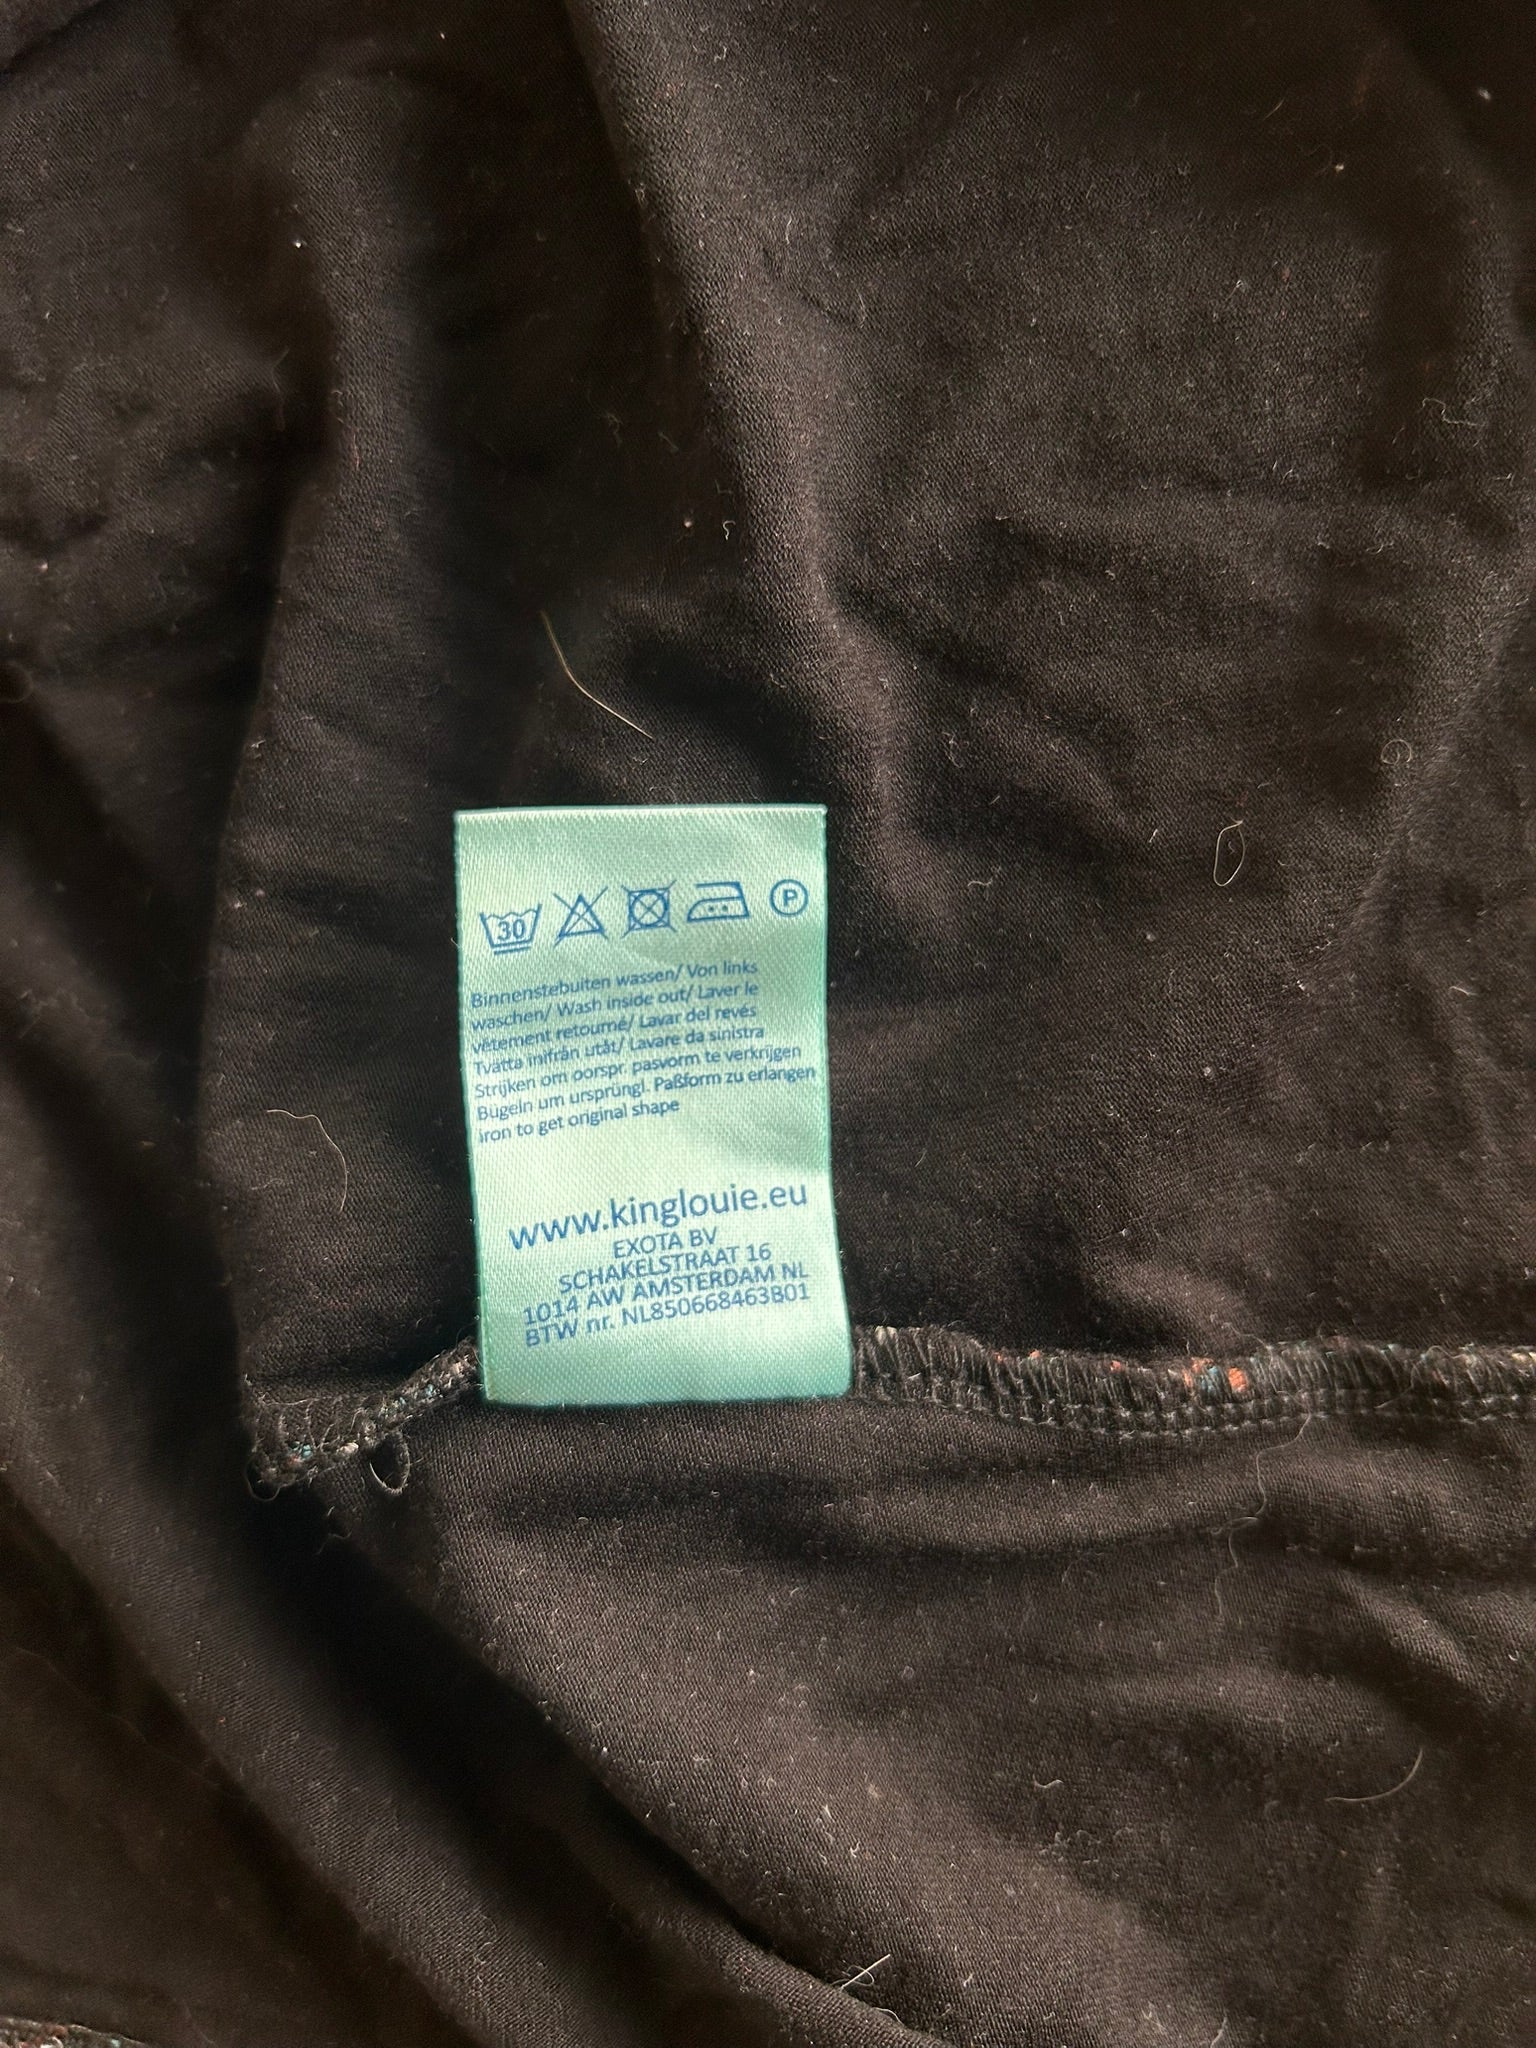 30 P
Binnenstebuiten wassen/ Von links
waschen/ Wash inside out/ Laver le
vêtement retourné/ Lavar del revés
Tvätta inifrån utåt/ Lavare da sinistra
Strijken om oorspr. pasvorm te verkrijgen
Bügeln um ursprüngl. Paßform zu erlangen
iron to get original shape
www.kinglouie.eu
EXOTA BV
SCHAKELSTRAAT 16
1014 AW AMSTERDAM NL
BTW nr. NL850668463B01